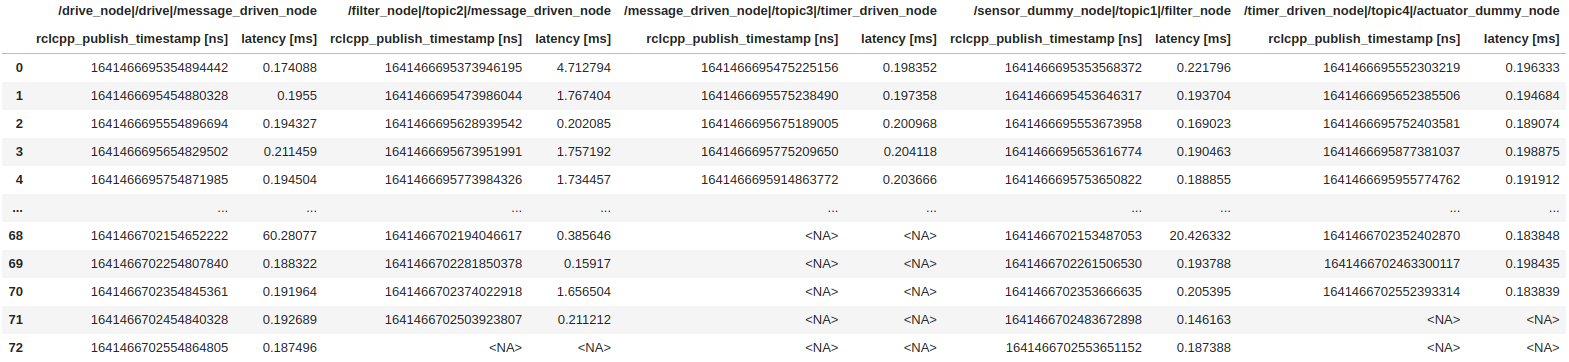 /drive_node|/drive|/message_driven_node /filter_node|/topic2|/message_driven_node /message_driven_node|/topic3|/timer_driven_node /sensor_dummy_node|/topic1|/filter_node /timer_driven_node|/topic4|/actuator_dummy_node
rclcpp_publish_timestamp [ns] latency [ms] rclcpp_publish_timestamp [ns] latency [ms] rclcpp_publish_timestamp [ns] latency [ms] rclcpp_publish_timestamp [ns] latency [ms] rclcpp_publish_timestamp [ns] latency [ms]
0 1641466695354894442 0.174088 1641466695373946195 4.712794 1641466695475225156 0.198352 1641466695353568372 0.221796 1641466695552303219 0.196333
1 1641466695454880328 0.1955 1641466695473986044 1.767404 1641466695575238490 0.197358 1641466695453646317 0.193704 1641466695652385506 0.194684
2 1641466695554896694 0.194327 1641466695628939542 0.202085 1641466695675189005 0.200968 1641466695553673958 0.169023 1641466695752403581 0.189074
3 1641466695654829502 0.211459 1641466695673951991 1.757192 1641466695775209650 0.204118 1641466695653616774 0.190463 1641466695877381037 0.198875
4 1641466695754871985 0.194504 1641466695773984326 1.734457 1641466695914863772 0.203666 1641466695753650822 0.188855 1641466695955774762 0.191912
... ... ... ... ... ... ... ... ... ... ...
68 1641466702154652222 60.28077 1641466702194046617 0.385646 <NA> <NA> 1641466702153487053 20.426332 1641466702352402870 0.183848
69 1641466702254807840 0.188322 1641466702281850378 0.15917 <NA> <NA> 1641466702261506530 0.193788 1641466702463300117 0.198435
70 1641466702354845361 0.191964 1641466702374022918 1.656504 <NA> <NA> 1641466702353666635 0.205395 1641466702552393314 0.183839
71 1641466702454840328 0.192689 1641466702503923807 0.211212 <NA> <NA> 1641466702483672898 0.146163 <NA> <NA>
72 1641466702554864805 0.187496 <NA> <NA> <NA> <NA> 1641466702553651152 0.187388 <NA> <NA>